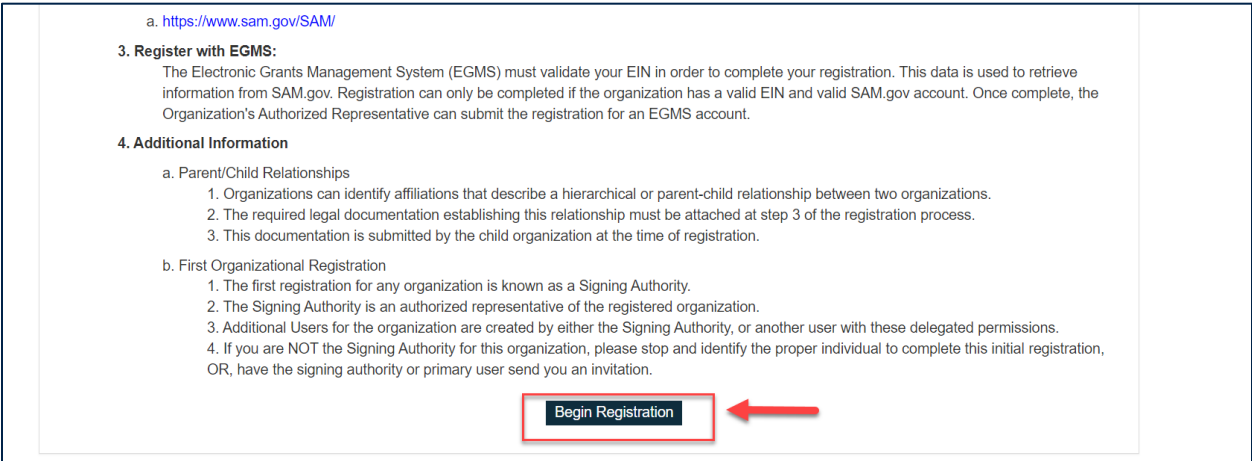 a. https://www.sam.gov/SAM/
3. Register with EGMS:
The Electronic Grants Management System (EGMS) must validate your EIN in order to complete your registration. This data is used to retrieve
information from SAM.gov. Registration can only be completed if the organization has a valid EIN and valid SAM.gov account. Once complete, the
Organization's Authorized Representative can submit the registration for an EGMS account.
4. Additional Information
a. Parent/Child Relationships
1. Organizations can identify affiliations that describe a hierarchical or parent-child relationship between two organizations.
2. The required legal documentation establishing this relationship must be attached at step 3 of the registration process.
3. This documentation is submitted by the child organization at the time of registration.
b. First Organizational Registration
1. The first registration for any organization is known as a Signing Authority.
2. The Signing Authority is an authorized representative of the registered organization.
3. Additional Users for the organization are created by either the Signing Authority, or another user with these delegated permissions.
4. If you are NOT the Signing Authority for this organization, please stop and identify the proper individual to complete this initial registration,
OR, have the signing authority or primary user send you an invitation.
Begin Registration